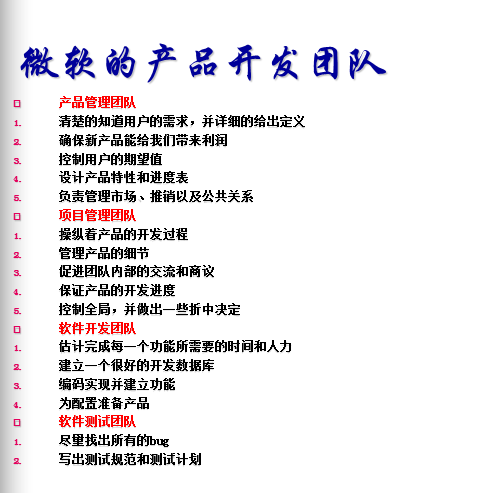 微软的产品开发团队
产品管理团队
1. 清楚的知道用户的需求，并详细的给出定义
2. 确保新产品能给我们带来利润
3. 控制用户的期望值
4. 设计产品特性和进度表
5. 负责管理市场、推销以及公共关系
项目管理团队
1. 操纵着产品的开发过程
2. 管理产品的细节
3. 促进团队内部的交流和商议
4. 保证产品的开发进度
5. 控制全局，并做出一些折中决定
软件开发团队
1. 估计完成每一个功能所需要的时间和人力
2. 建立一个很好的开发数据库
3. 编码实现并建立功能
4. 为配置准备产品
软件测试团队
1. 尽量找出所有的bug
2. 写出测试规范和测试计划